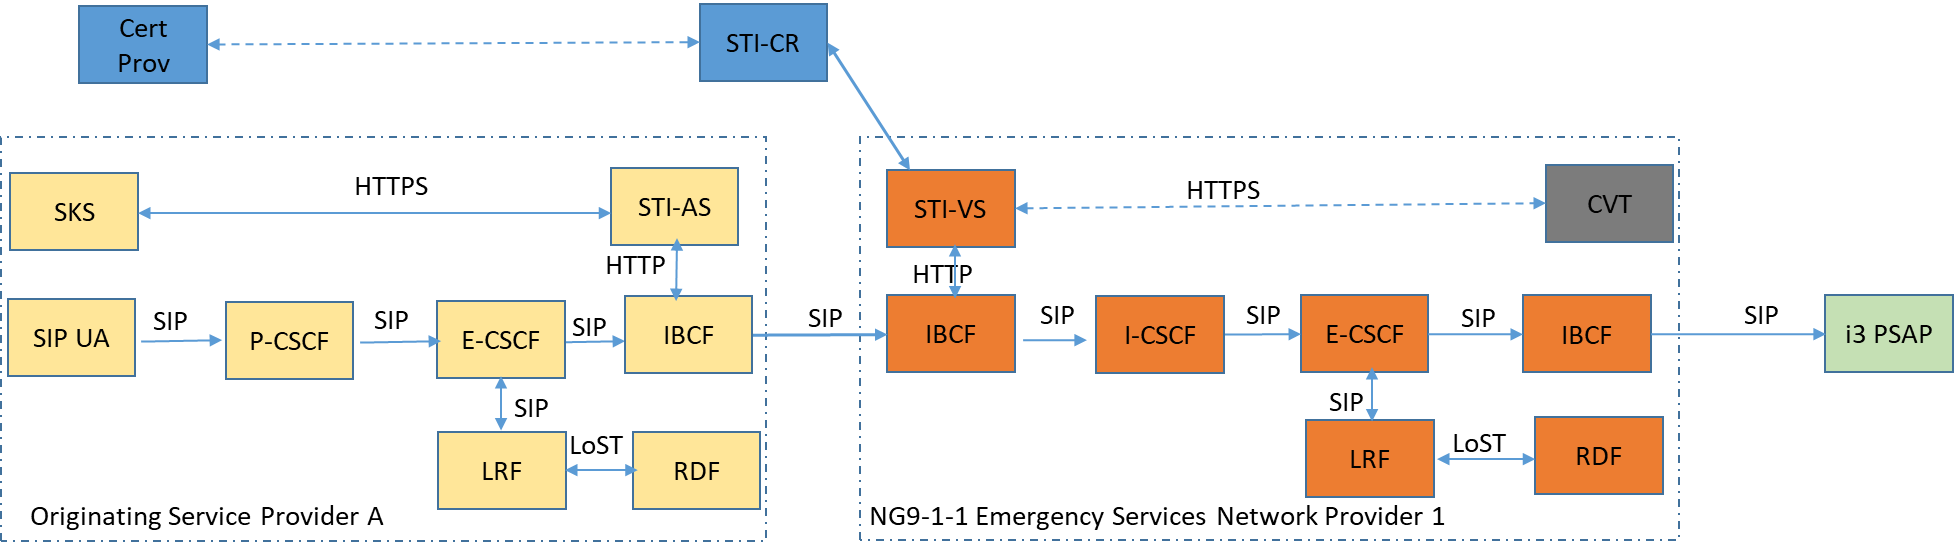 Cert
Prov
STI-CR
SKS
HTTPS
STI-AS
HTTP
SIP UA
SIP
P-CSCF
SIP
E-CSCF
SIP
IBCF
SIP
LRF
LoST
RDF
Originating Service Provider A
SIP
STI-VS
HTTPS
CVT
HTTP
IBCF
SIP
I-CSCF
SIP
E-CSCF
SIP
IBCF
SIP
LRF
LoST
RDF
NG9-1-1 Emergency Services Network Provider 1
SIP
i3 PSAP